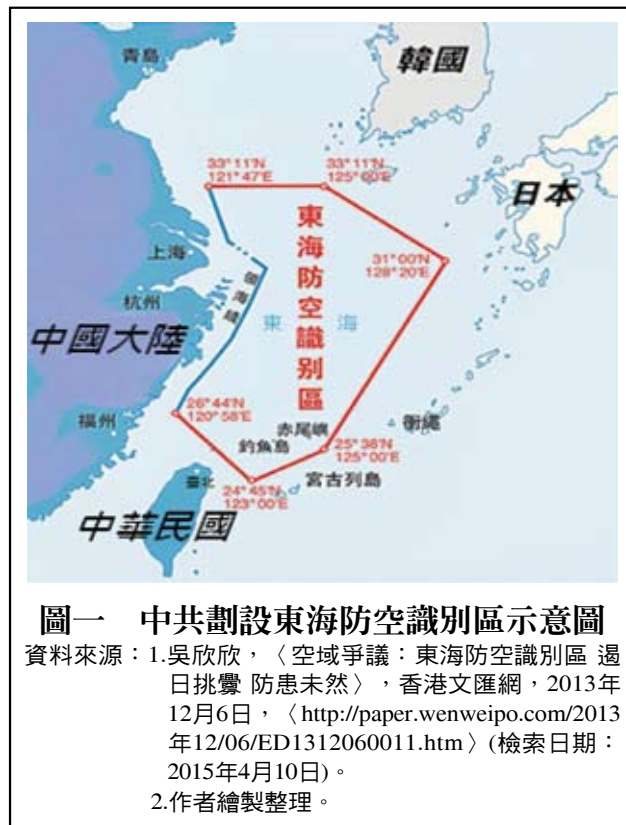 青島
韓國
33°11'N
121°47'E
33°11'N
125°00'E
日本
東海防空識別區
上海
31°00'N
128°20'E
領海線
杭州
東海
中國大陸
26°44'N
120°58'E
福州
赤尾嶼
釣魚島
衝繩
25°38'N
125°00'E
臺北
24°45'N
123°00'E
宮古列島
中華民國
圖一 中共劃設東海防空識別區示意圖
資料來源：1.吳欣欣，〈空域爭議：東海防空識別區 遏
日挑釁 防患未然〉，香港文匯網，2013年
12月6日，〈http://paper.wenweipo.com/2013
年12/06/ED1312060011.htm〉(檢索日期：
2015年4月10日)。
2.作者繪製整理。